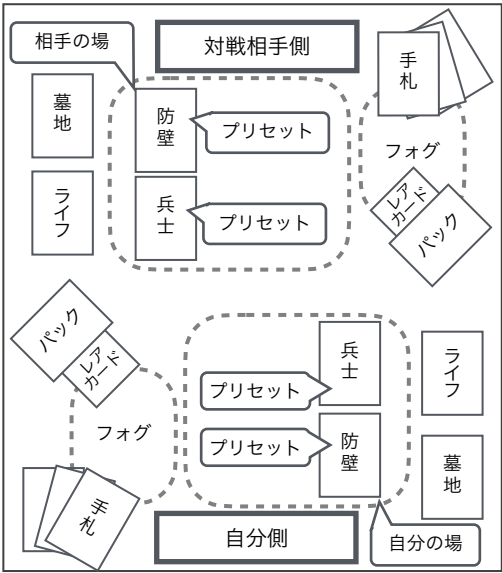 相手の場
対戦相手側
手札
墓地
防壁
プリセット
フォグ
ライフ
兵士
プリセット
レア
カード
パック
パック
レア
カード
兵士
ライフ
プリセット
フォグ
プリセット
防壁
墓地
手札
自分側
自分の場